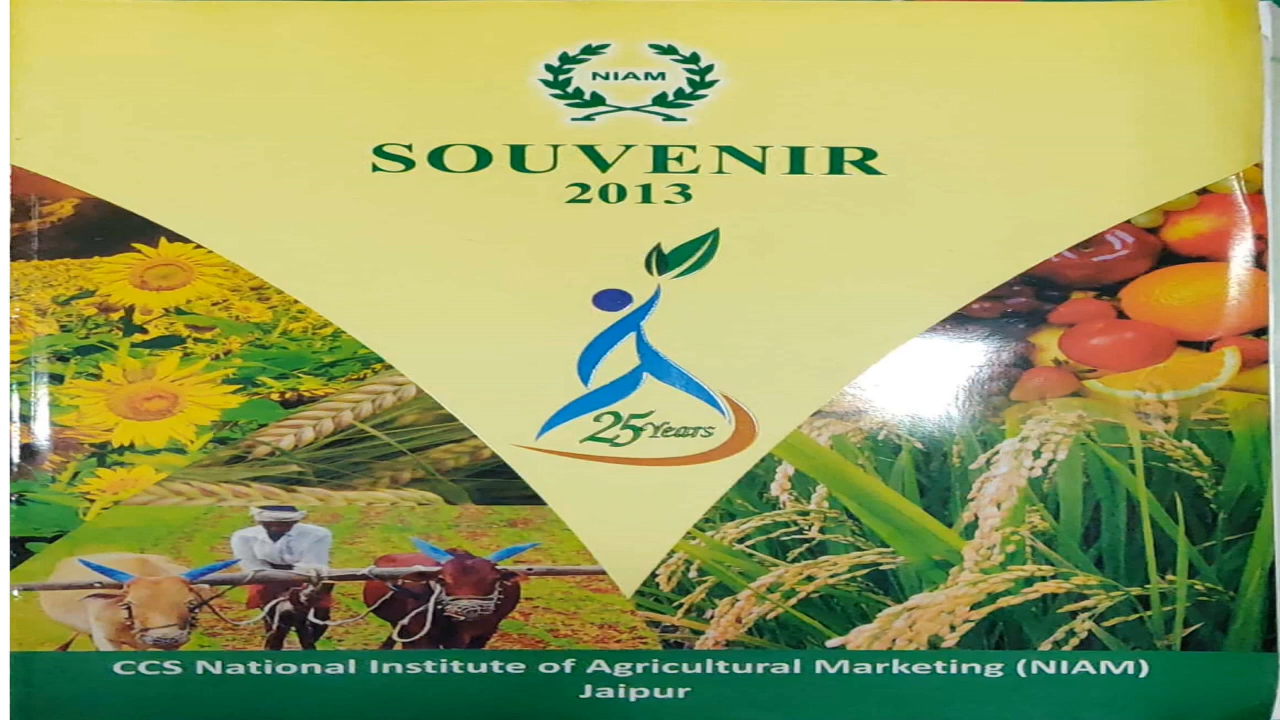 NIAM
SOUVENIR
2013
25 Years
CCS National Institute of Agricultural Marketing (NIAM)
Jaipur